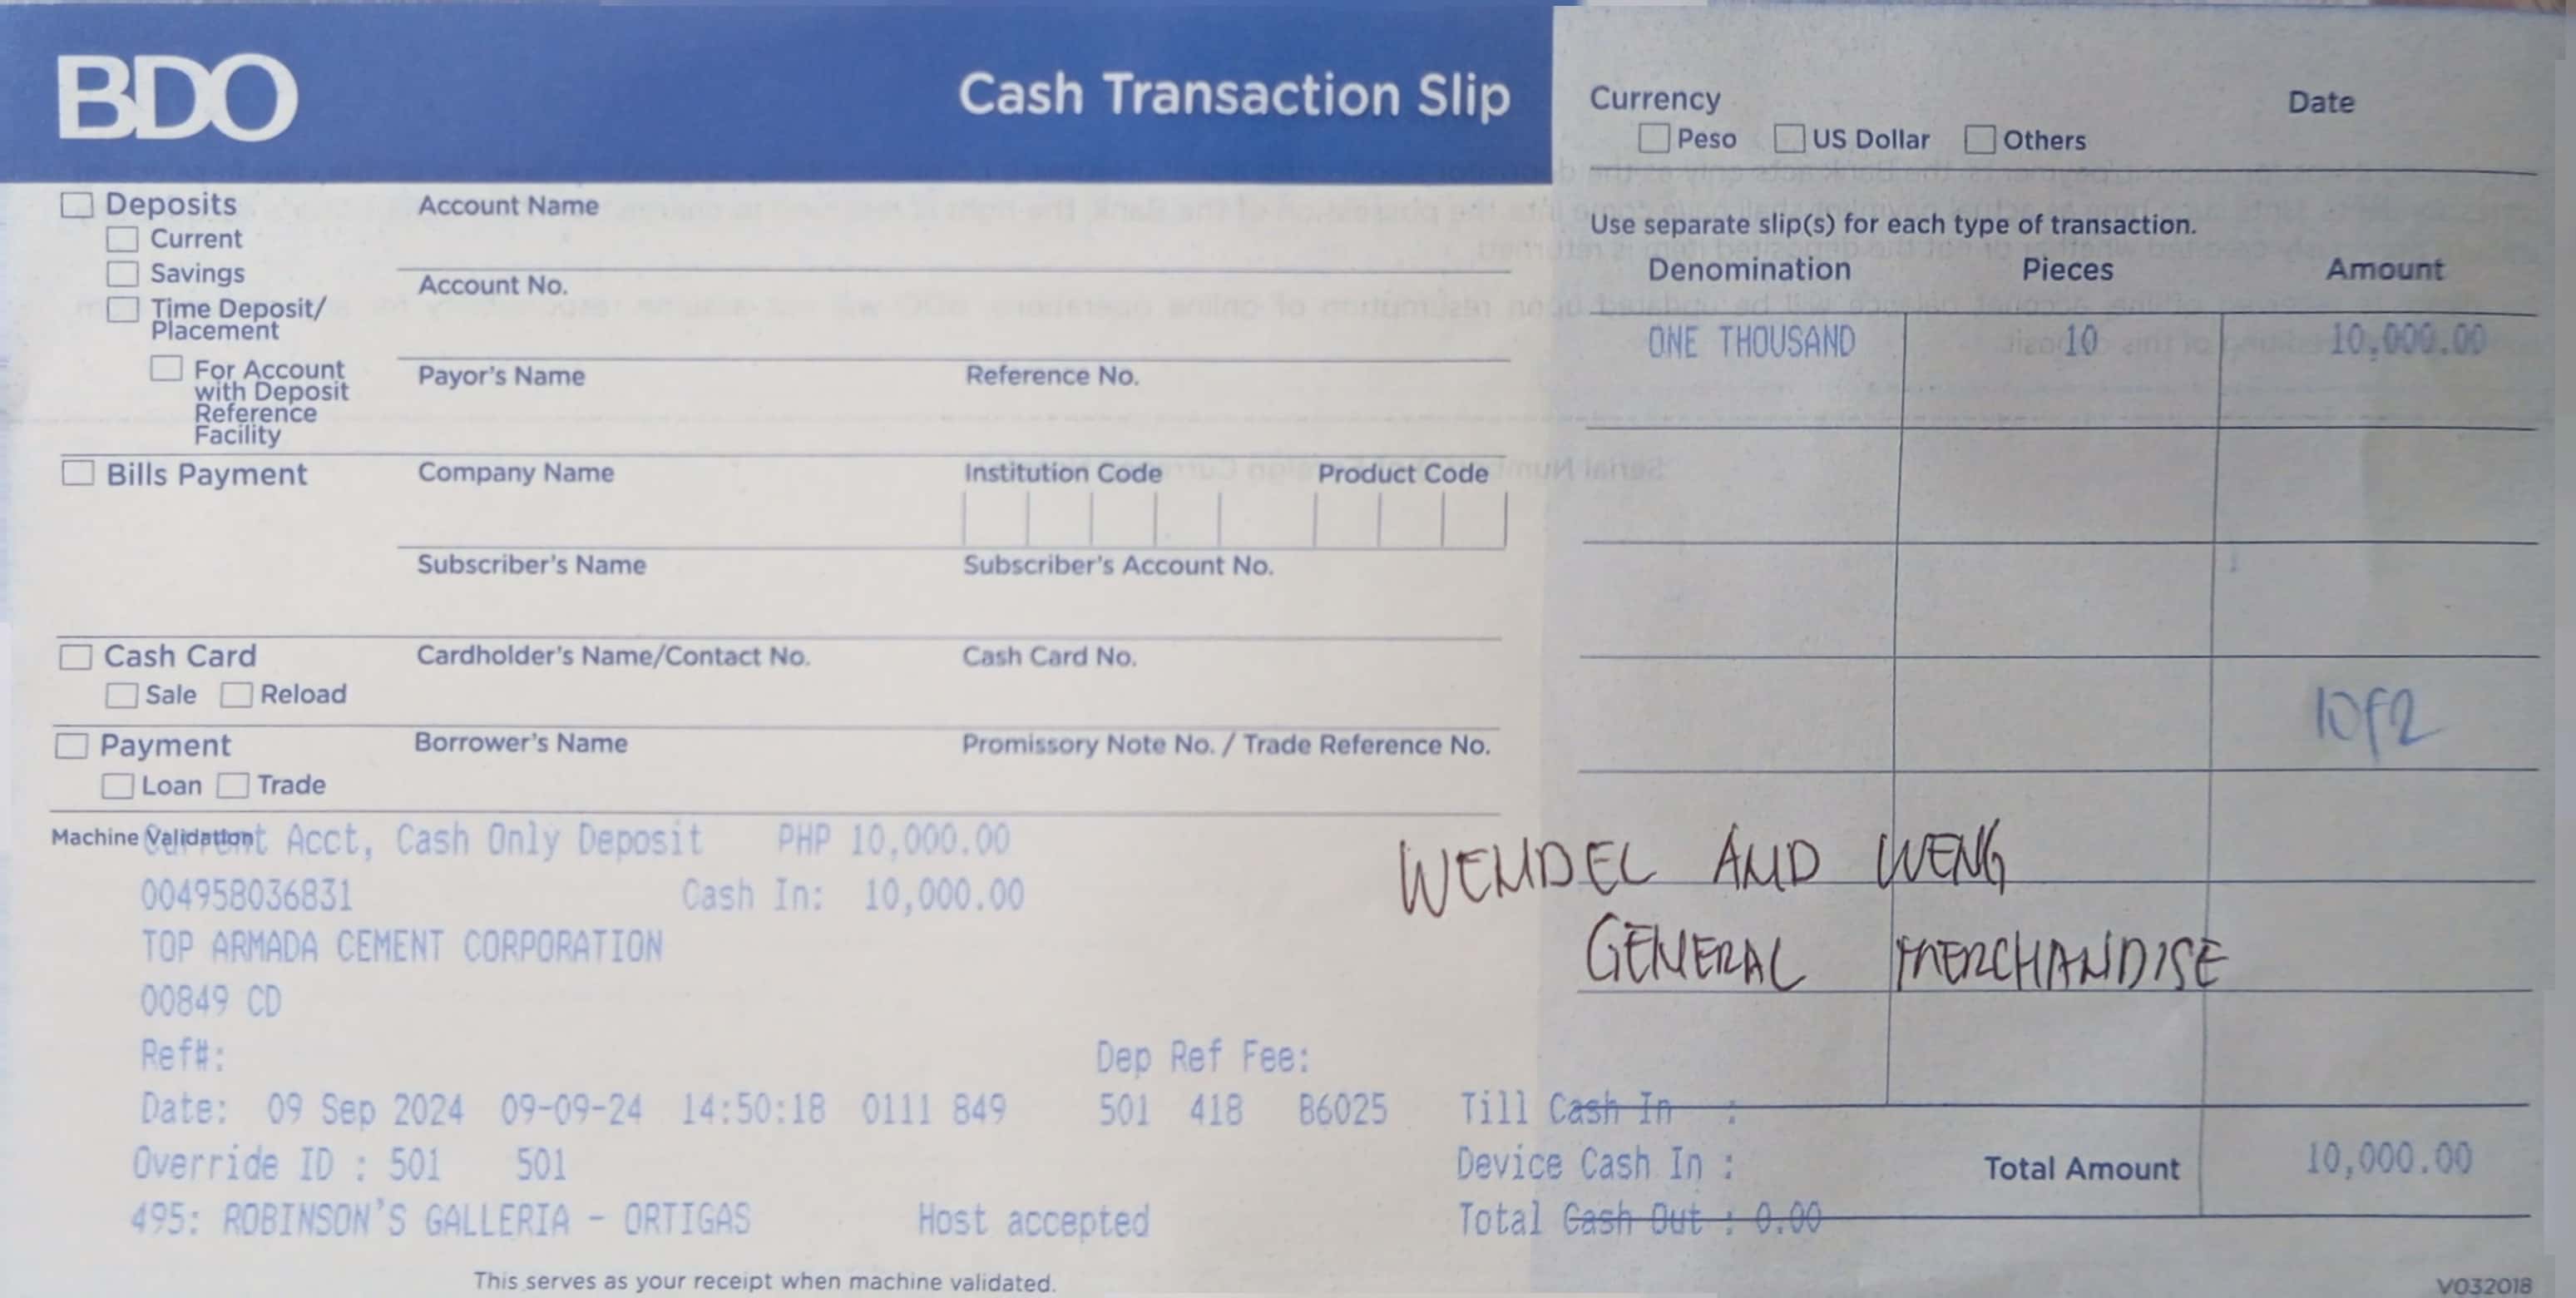 BDO
Cash Transaction Slip
Currency
Date
Peso US Dollar Others
Use separate slip(s) for each type of transaction.
Denomination Pieces Amount
ONE THOUSAND 10 10,000.00
10f2
WENDEL AND WENG
GENERAL MERCHANDISE
Total Amount 10,000.00
Deposits
Current
Savings
Time Deposit/
Placement
For Account
with Deposit
Reference
Facility
Account Name
Account No.
Payor's Name Reference No.
Bills Payment
Company Name Institution Code Product Code
Subscriber's Name Subscriber's Account No.
Cash Card
Sale Reload
Cardholder's Name/Contact No. Cash Card No.
Payment
Loan Trade
Borrower's Name Promissory Note No. / Trade Reference No.
Machine Validation
Current Acct, Cash Only Deposit PHP 10,000.00
004958036831 Cash In: 10,000.00
TOP ARMADA CEMENT CORPORATION
00849 CD
Ref#: Dep Ref Fee:
Date: 09 Sep 2024 09-09-24 14:50:18 0111 849 501 418 B6025 Till Cash In :
Override ID : 501 501 Device Cash In :
495: ROBINSON'S GALLERIA - ORTIGAS Host accepted Total Cash Out : 0.00
This serves as your receipt when machine validated.
V032018